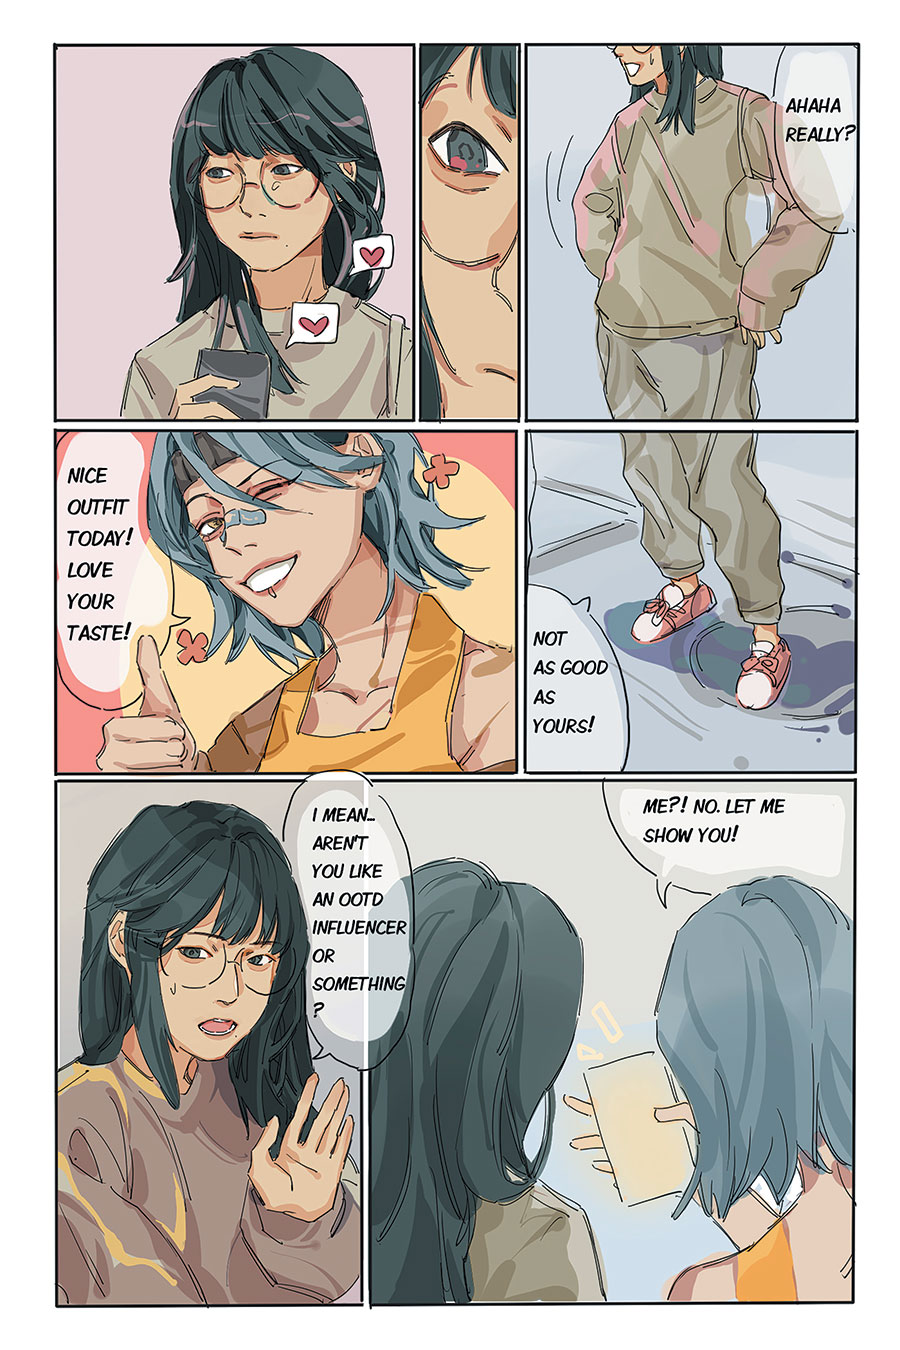 AHAHA
REALLY?
NICE
OUTFIT
TODAY!
LOVE
YOUR
TASTE!
NOT
AS GOOD
AS
YOURS!
I MEAN...
AREN'T
YOU LIKE
AN OOTD
INFLUENCER
OR
SOMETHING
?
ME?! NO. LET ME
SHOW YOU!